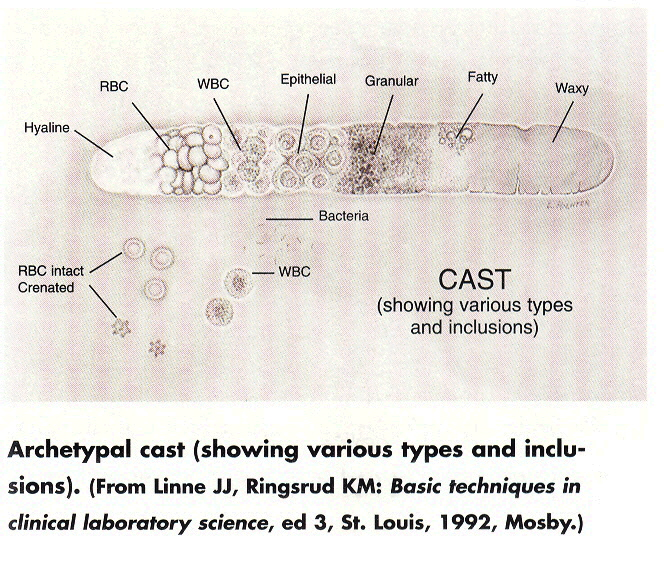 RBC
WBC
Epithelial
Granular
Fatty
Waxy
Hyaline
Bacteria
RBC intact
Crenated
WBC
CAST
(showing various types
and inclusions)
Archetypal cast (showing various types and inclu-
sions). (From Linne JJ, Ringsrud KM: Basic techniques in
clinical laboratory science, ed 3, St. Louis, 1992, Mosby.)